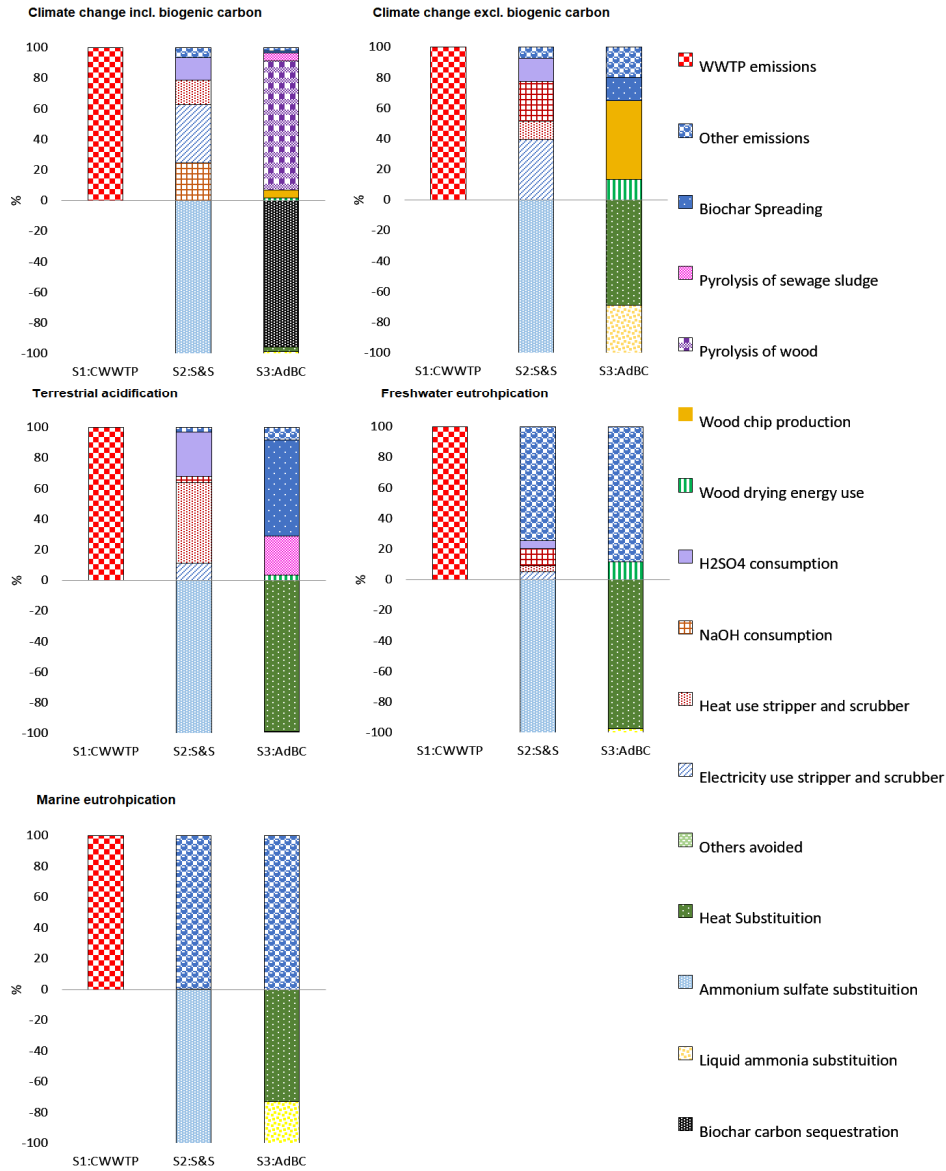 Climate change incl. biogenic carbon
100
80
60
40
20
0
-20
-40
-60
-80
-100
%
S1:CWWTP S2:S&S S3:AdBC
Climate change excl. biogenic carbon
100
80
60
40
20
0
-20
-40
-60
-80
-100
%
S1:CWWTP S2:S&S S3:AdBC
Terrestrial acidification
100
80
60
40
20
0
-20
-40
-60
-80
-100
%
S1:CWWTP S2:S&S S3:AdBC
Freshwater eutrohpication
100
80
60
40
20
0
-20
-40
-60
-80
-100
%
S1:CWWTP S2:S&S S3:AdBC
Marine eutrohpication
100
80
60
40
20
0
-20
-40
-60
-80
-100
%
S1:CWWTP S2:S&S S3:AdBC
WWTP emissions
Other emissions
Biochar Spreading
Pyrolysis of sewage sludge
Pyrolysis of wood
Wood chip production
Wood drying energy use
H2SO4 consumption
NaOH consumption
Heat use stripper and scrubber
Electricity use stripper and scrubber
Others avoided
Heat Substituition
Ammonium sulfate substituition
Liquid ammonia substituition
Biochar carbon sequestration